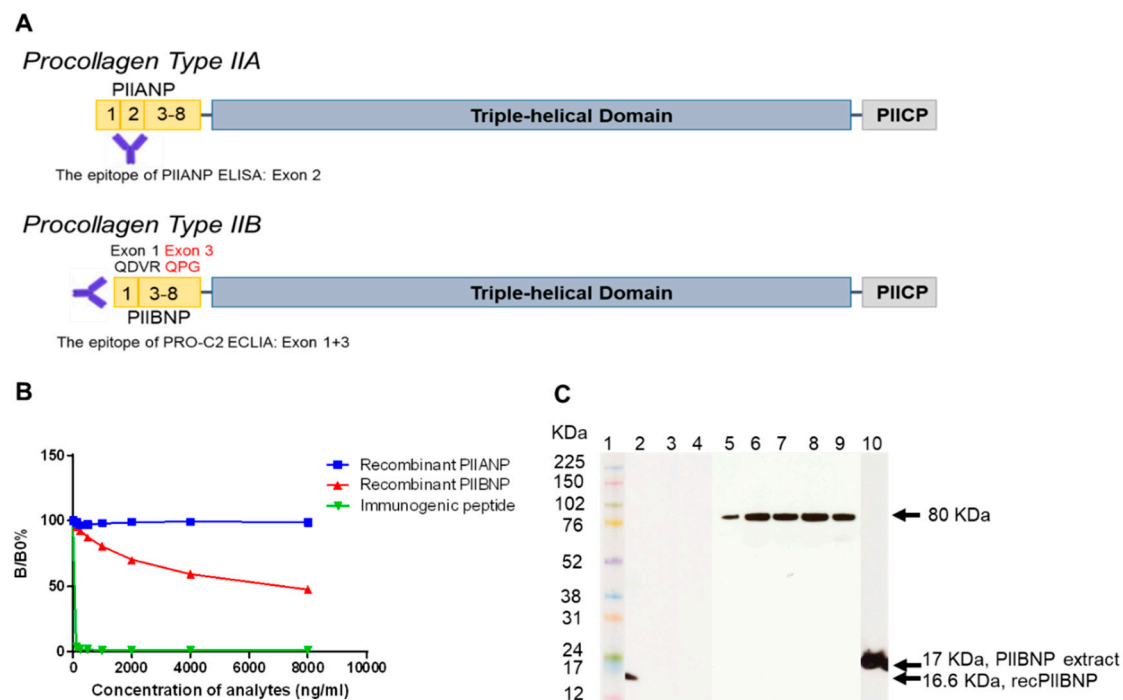 A
Procollagen Type IIA
PIIANP
1 2 3-8 Triple-helical Domain PIICP
The epitope of PIIANP ELISA: Exon 2
Procollagen Type IIB
Exon 1 Exon 3
QDVR QPG
1 3-8 Triple-helical Domain PIICP
PIIBNP
The epitope of PRO-C2 ECLIA: Exon 1+3
B
150
100
50
0
B/B0%
0 2000 4000 6000 8000 10000
Concentration of analytes (ng/ml)
Recombinant PIIANP
Recombinant PIIBNP
Immunogenic peptide
C
KDa
1 2 3 4 5 6 7 8 9 10
225
150
102
76
52
38
31
24
17
12
80 KDa
17 KDa, PIIBNP extract
16.6 KDa, recPIIBNP